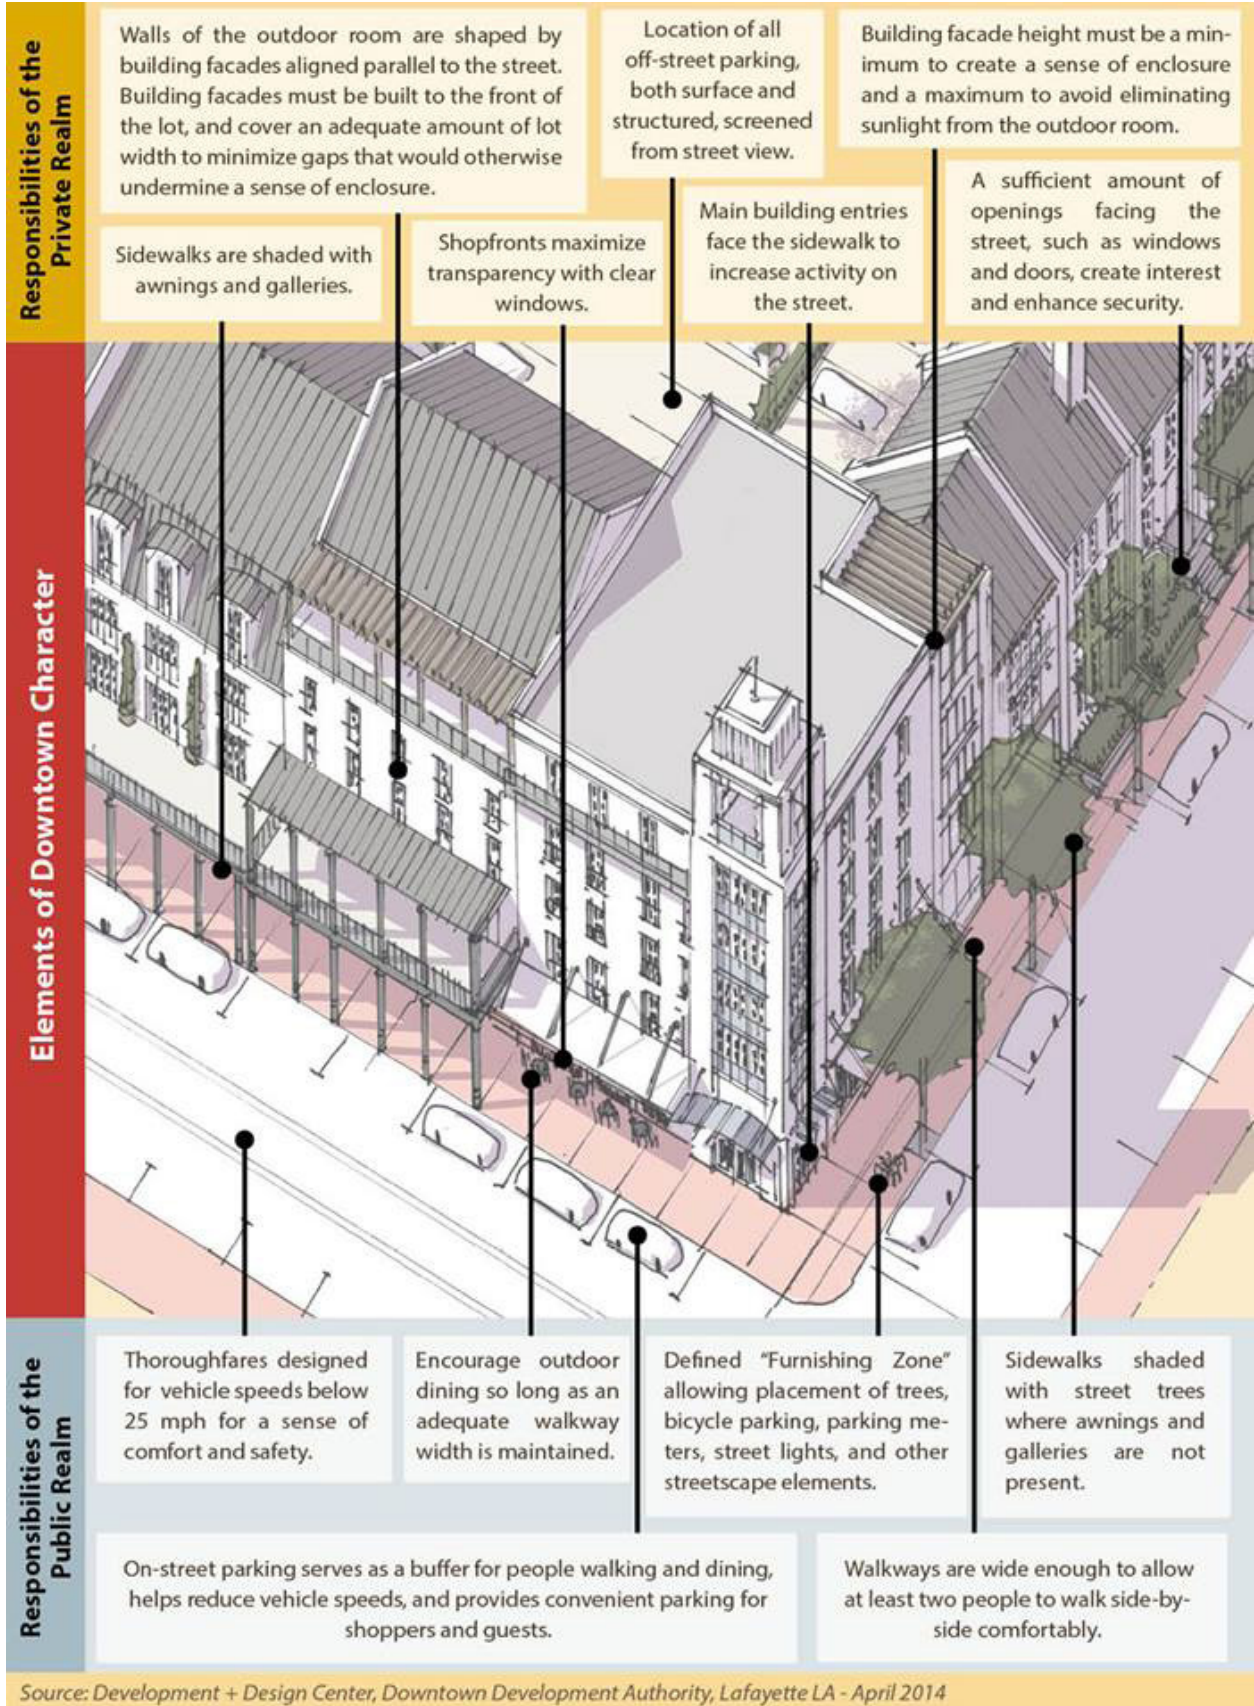 Responsibilities of the
Private Realm
Walls of the outdoor room are shaped by
building facades aligned parallel to the street.
Building facades must be built to the front of
the lot, and cover an adequate amount of lot
width to minimize gaps that would otherwise
undermine a sense of enclosure.
Location of all
off-street parking,
both surface and
structured, screened
from street view.
Building facade height must be a min-
imum to create a sense of enclosure
and a maximum to avoid eliminating
sunlight from the outdoor room.
Sidewalks are shaded with
awnings and galleries.
Shopfronts maximize
transparency with clear
windows.
Main building entries
face the sidewalk to
increase activity on
the street.
A sufficient amount of
openings facing the
street, such as windows
and doors, create interest
and enhance security.
Elements of Downtown Character
Responsibilities of the
Public Realm
Thoroughfares designed
for vehicle speeds below
25 mph for a sense of
comfort and safety.
Encourage outdoor
dining so long as an
adequate walkway
width is maintained.
Defined "Furnishing Zone"
allowing placement of trees,
bicycle parking, parking me-
ters, street lights, and other
streetscape elements.
Sidewalks shaded
with street trees
where awnings and
galleries are not
present.
On-street parking serves as a buffer for people walking and dining,
helps reduce vehicle speeds, and provides convenient parking for
shoppers and guests.
Walkways are wide enough to allow
at least two people to walk side-by-
side comfortably.
Source: Development + Design Center, Downtown Development Authority, Lafayette LA - April 2014